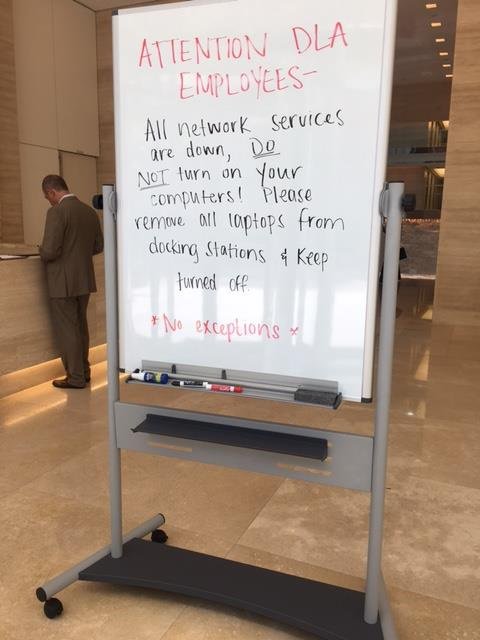 ATTENTION DLA
EMPLOYEES-
All network services
are down, DO
NOT turn on your
computers! Please
remove all laptops from
docking stations & keep
turned off.
*No exceptions*